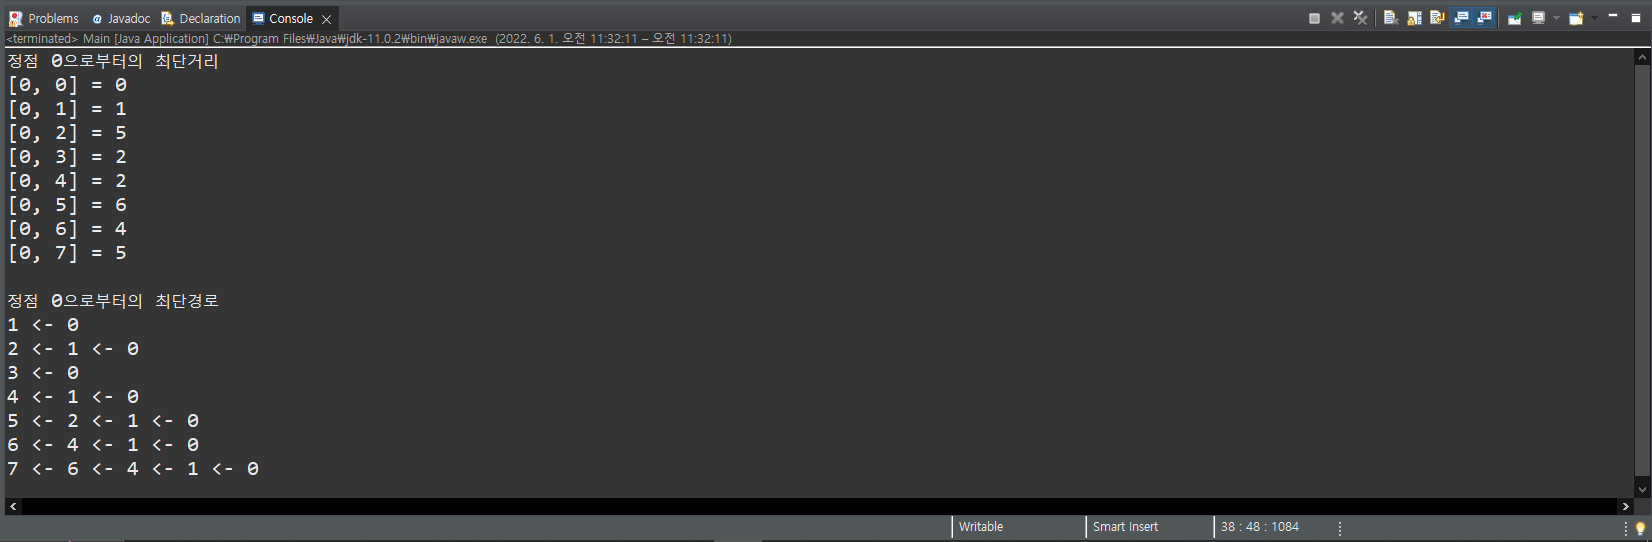 Problems Javadoc Declaration Console
<terminated> Main [Java Application] C:₩Program Files₩Java₩jdk-11.0.2₩bin₩javaw.exe (2022. 6. 1. 오전 11:32:11 – 오전 11:32:11)
정점 0으로부터의 최단거리
[0, 0] = 0
[0, 1] = 1
[0, 2] = 5
[0, 3] = 2
[0, 4] = 2
[0, 5] = 6
[0, 6] = 4
[0, 7] = 5
정점 0으로부터의 최단경로
1 <- 0
2 <- 1 <- 0
3 <- 0
4 <- 1 <- 0
5 <- 2 <- 1 <- 0
6 <- 4 <- 1 <- 0
7 <- 6 <- 4 <- 1 <- 0
Writable Smart Insert 38 : 48 : 1084